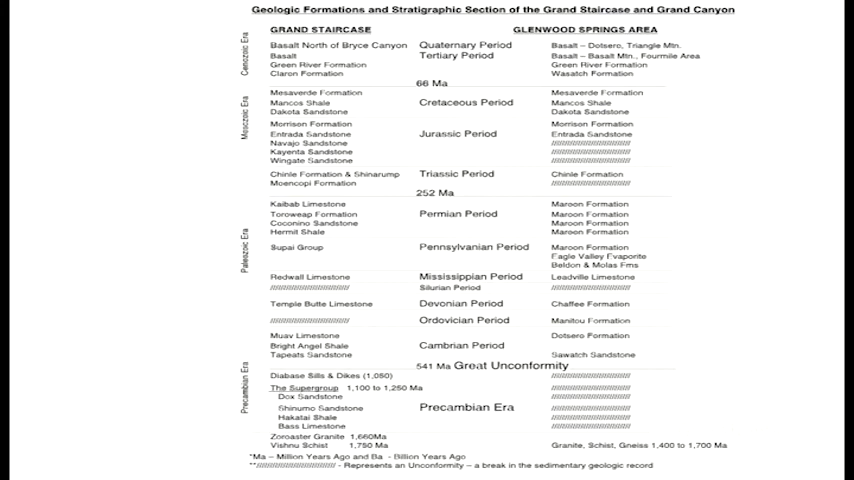 Geologic Formations and Stratigraphic Section of the Grand Staircase and Grand Canyon
GRAND STAIRCASE GLENWOOD SPRINGS AREA
Cenozoic Era
Basalt North of Bryce Canyon Quaternary Period Basalt – Dotsero, Triangle Mtn.
Basalt Tertiary Period Basalt – Basalt Mtn., Fourmile Area
Green River Formation Green River Formation
Claron Formation Wasatch Formation
66 Ma
Mesozoic Era
Mesaverde Formation Mesaverde Formation
Mancos Shale Cretaceous Period Mancos Shale
Dakota Sandstone Dakota Sandstone
Morrison Formation Morrison Formation
Entrada Sandstone Jurassic Period Entrada Sandstone
Navajo Sandstone //////////////////////////////
Kayenta Sandstone //////////////////////////////
Wingate Sandstone //////////////////////////////
Chinle Formation & Shinarump Triassic Period Chinle Formation
Moencopi Formation //////////////////////////////
252 Ma
Paleozoic Era
Kaibab Limestone Maroon Formation
Toroweap Formation Permian Period Maroon Formation
Coconino Sandstone Maroon Formation
Hermit Shale Maroon Formation
Supai Group Pennsylvanian Period Maroon Formation
Eagle Valley Evaporite
Beldon & Molas Fms
Redwall Limestone Mississippian Period Leadville Limestone
////////////////////////////// Silurian Period //////////////////////////////
Temple Butte Limestone Devonian Period Chaffee Formation
////////////////////////////// Ordovician Period Manitou Formation
Muav Limestone Dotsero Formation
Bright Angel Shale Cambrian Period
Tapeats Sandstone Sawatch Sandstone
541 Ma Great Unconformity
Precambian Era
Diabase Sills & Dikes (1,050) //////////////////////////////
The Supergroup 1,100 to 1,250 Ma //////////////////////////////
Dox Sandstone //////////////////////////////
Shinumo Sandstone Precambian Era //////////////////////////////
Hakatai Shale //////////////////////////////
Bass Limestone //////////////////////////////
Zoroaster Granite 1,660Ma
Vishnu Schist 1,750 Ma Granite, Schist, Gneiss 1,400 to 1,700 Ma
*Ma – Million Years Ago and Ba - Billion Years Ago
**////////////////////////////// - Represents an Unconformity – a break in the sedimentary geologic record